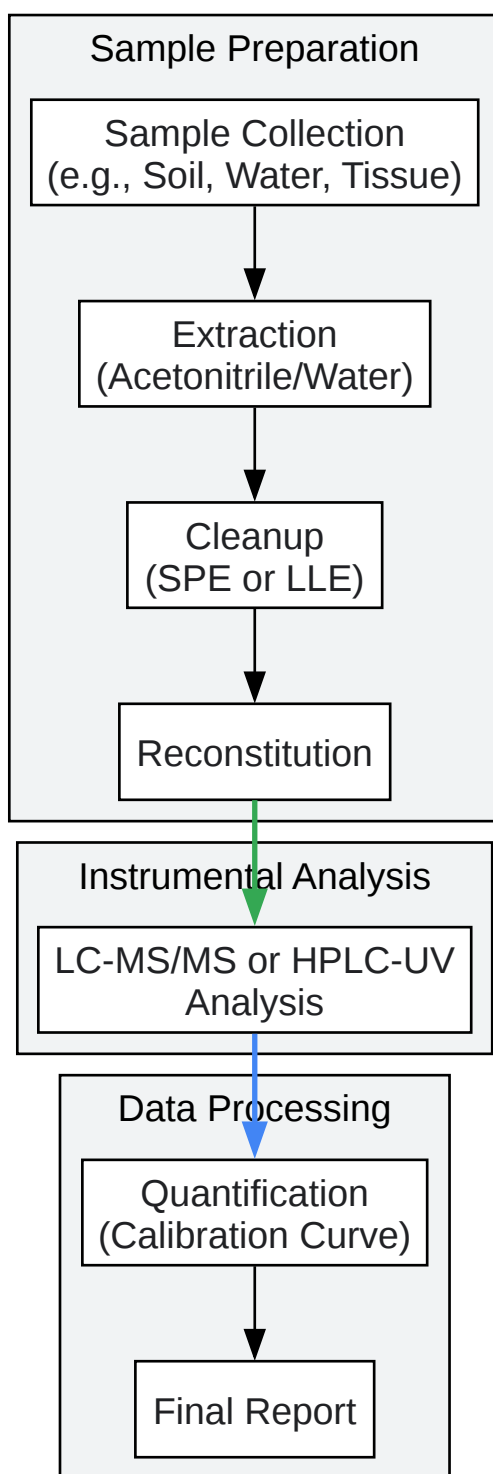 Sample Preparation
Sample Collection
(e.g., Soil, Water, Tissue)
Extraction
(Acetonitrile/Water)
Cleanup
(SPE or LLE)
Reconstitution
Instrumental Analysis
LC-MS/MS or HPLC-UV
Analysis
Data Processing
Quantification
(Calibration Curve)
Final Report